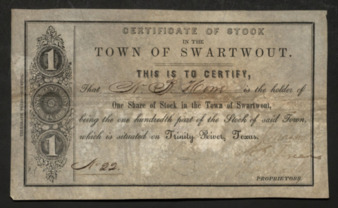 CERTIFICATE OF STOCK
IN THE
TOWN OF SWARTWOUT.
THIS IS TO CERTIFY,
That is the holder of
One Share of Stock in the Town of Swartwout,
being the one hundredth part of the Stock of said Town,
which is situated on Trinity River, Texas.
No. 22.
PROPRIETORS.
1
1